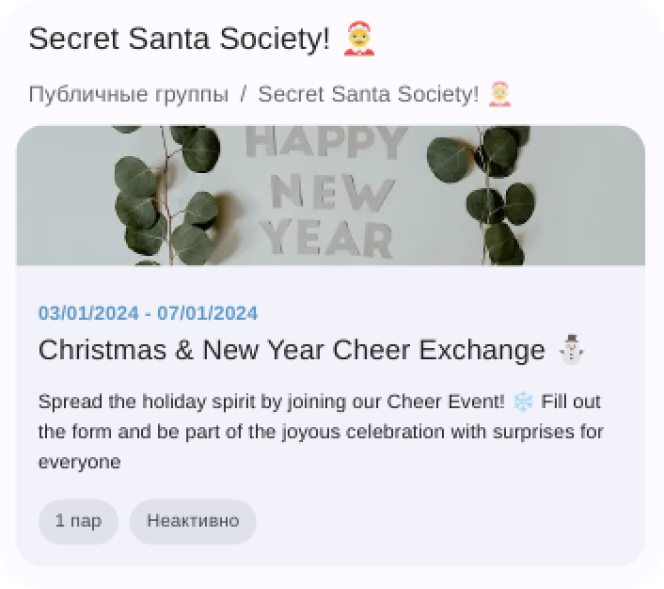 Secret Santa Society! 🤶
Публичные группы / Secret Santa Society! 🤶
HAPPY
NEW
YEAR
03/01/2024 - 07/01/2024
Christmas & New Year Cheer Exchange ⛄
Spread the holiday spirit by joining our Cheer Event! ❄️ Fill out
the form and be part of the joyous celebration with surprises for
everyone
1 пар
Неактивно